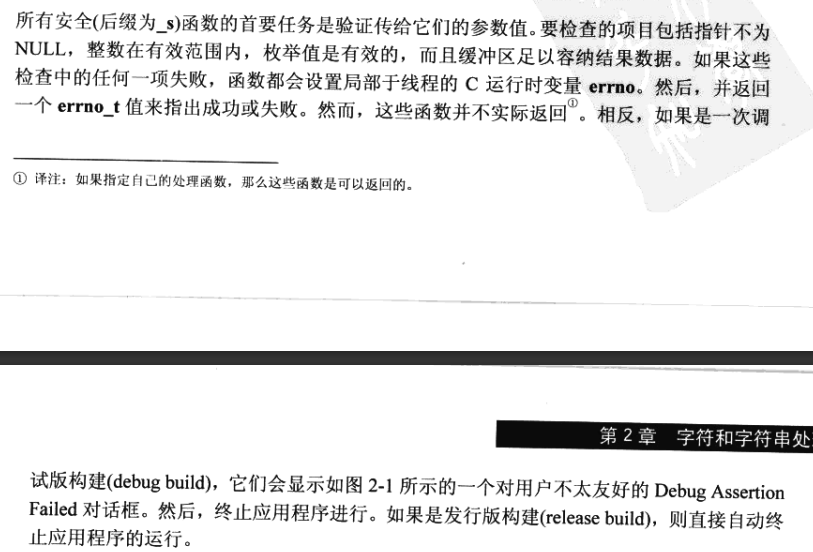 所有安全(后缀为_s)函数的首要任务是验证传给它们的参数值。要检查的项目包括指针不为
NULL，整数在有效范围内，枚举值是有效的，而且缓冲区足以容纳结果数据。如果这些
检查中的任何一项失败，函数都会设置局部于线程的 C 运行时变量 errno。然后，并返回
一个 errno_t 值来指出成功或失败。然而，这些函数并不实际返回①。相反，如果是一次调
① 译注：如果指定自己的处理函数，那么这些函数是可以返回的。
第 2 章 字符和字符串处
试版构建(debug build)，它们会显示如图 2-1 所示的一个对用户不太友好的 Debug Assertion
Failed 对话框。然后，终止应用程序进行。如果是发行版构建(release build)，则直接自动终
止应用程序的运行。